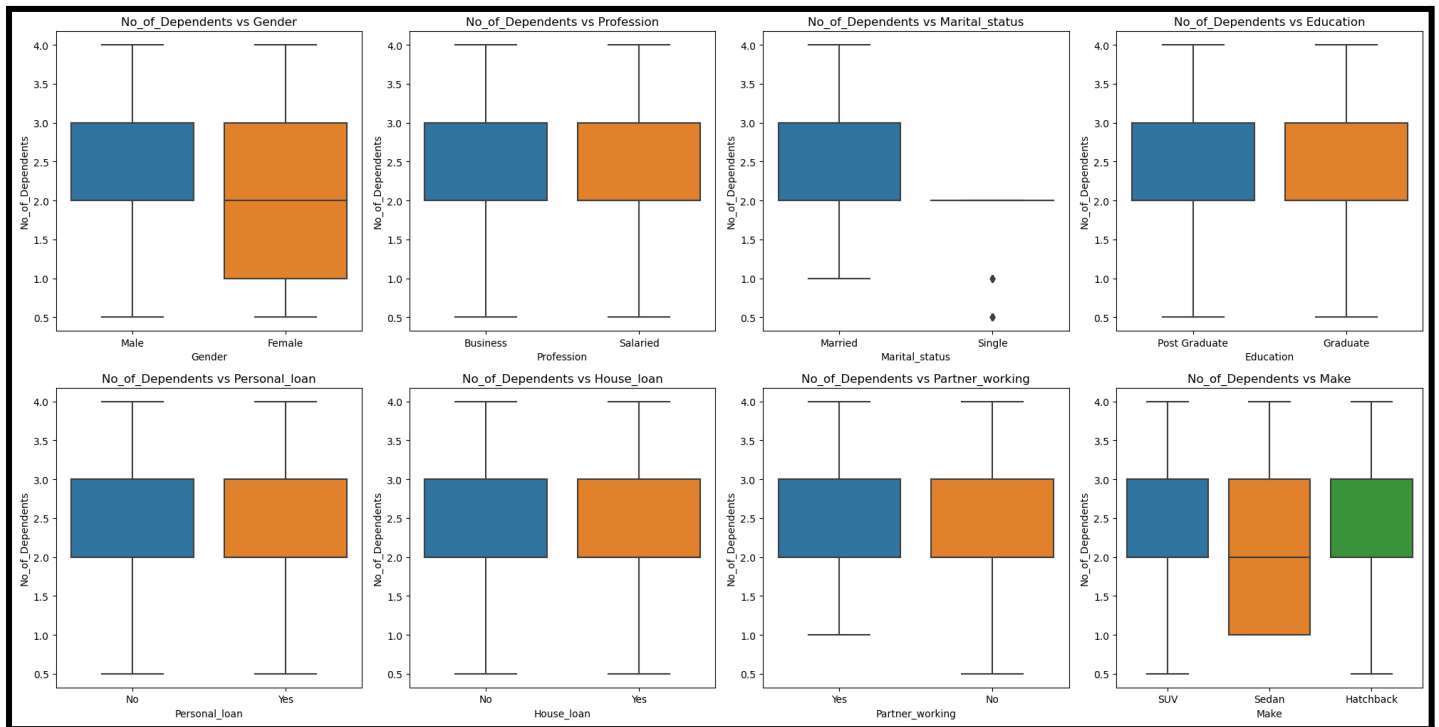 No_of_Dependents vs Gender
No_of_Dependents
4.0
3.5
3.0
2.5
2.0
1.5
1.0
0.5
Male Female
Gender
No_of_Dependents vs Profession
No_of_Dependents
4.0
3.5
3.0
2.5
2.0
1.5
1.0
0.5
Business Salaried
Profession
No_of_Dependents vs Marital_status
No_of_Dependents
4.0
3.5
3.0
2.5
2.0
1.5
1.0
0.5
Married Single
Marital_status
No_of_Dependents vs Education
No_of_Dependents
4.0
3.5
3.0
2.5
2.0
1.5
1.0
0.5
Post Graduate Graduate
Education
No_of_Dependents vs Personal_loan
No_of_Dependents
4.0
3.5
3.0
2.5
2.0
1.5
1.0
0.5
No Yes
Personal_loan
No_of_Dependents vs House_loan
No_of_Dependents
4.0
3.5
3.0
2.5
2.0
1.5
1.0
0.5
No Yes
House_loan
No_of_Dependents vs Partner_working
No_of_Dependents
4.0
3.5
3.0
2.5
2.0
1.5
1.0
0.5
Yes No
Partner_working
No_of_Dependents vs Make
No_of_Dependents
4.0
3.5
3.0
2.5
2.0
1.5
1.0
0.5
SUV Sedan Hatchback
Make